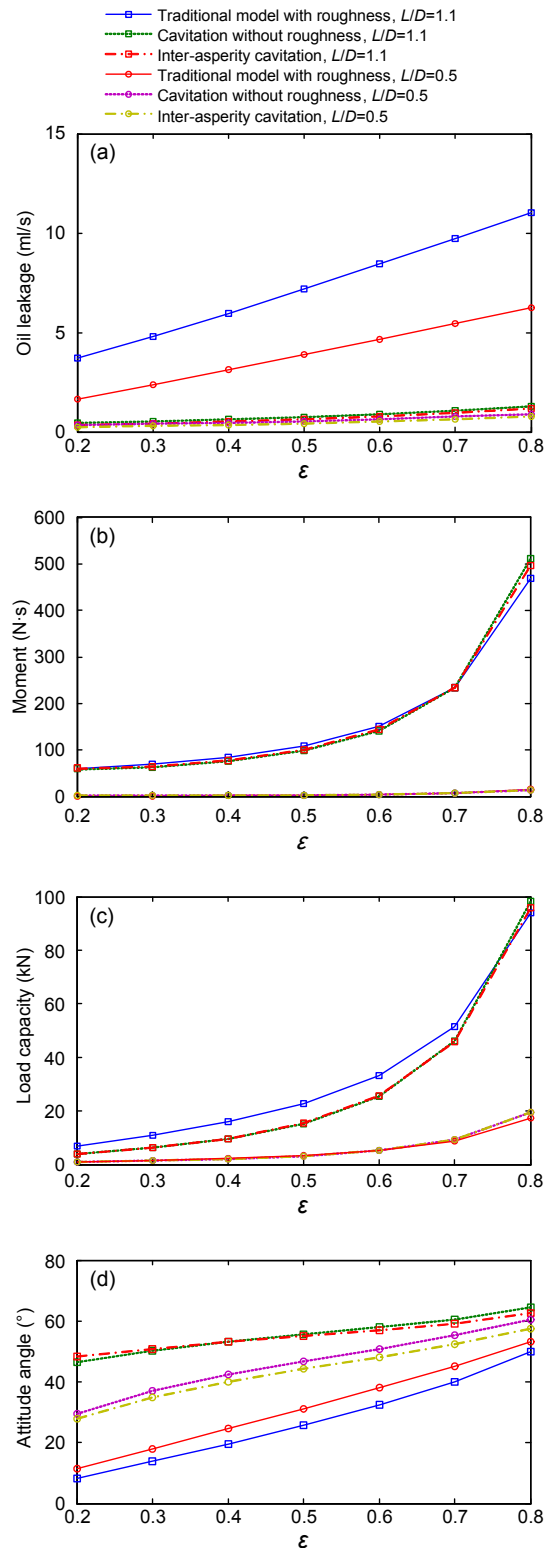 Traditional model with roughness, L/D=1.1
Cavitation without roughness, L/D=1.1
Inter-asperity cavitation, L/D=1.1
Traditional model with roughness, L/D=0.5
Cavitation without roughness, L/D=0.5
Inter-asperity cavitation, L/D=0.5
(a)
Oil leakage (ml/s)
15
10
5
0
0.2 0.3 0.4 0.5 0.6 0.7 0.8
ε
(b)
Moment (N·s)
600
500
400
300
200
100
0
0.2 0.3 0.4 0.5 0.6 0.7 0.8
ε
(c)
Load capacity (kN)
100
80
60
40
20
0
0.2 0.3 0.4 0.5 0.6 0.7 0.8
ε
(d)
Attitude angle (°)
80
60
40
20
0
0.2 0.3 0.4 0.5 0.6 0.7 0.8
ε